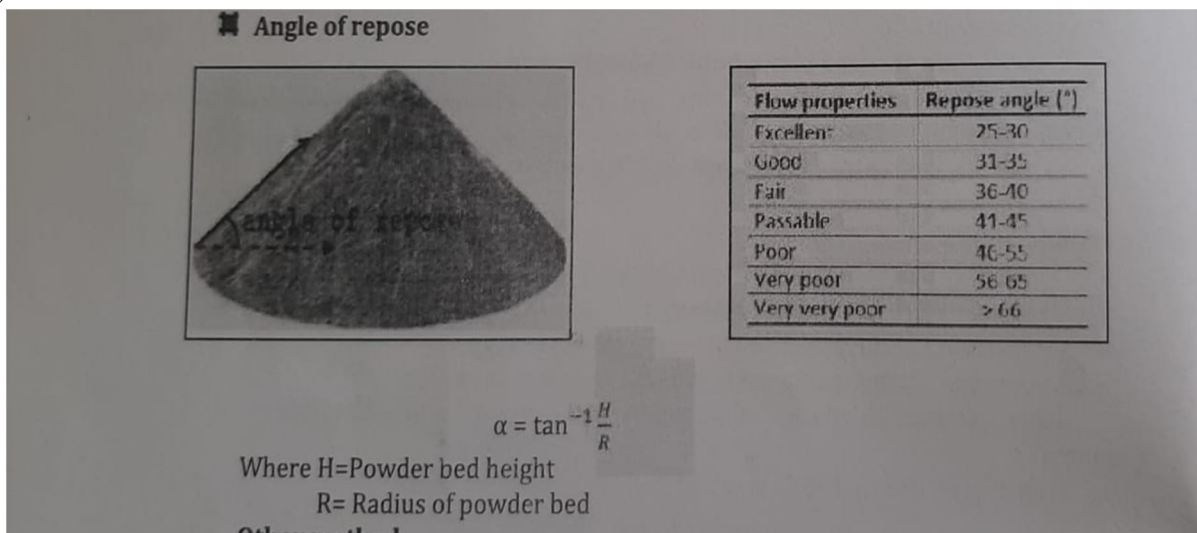 Angle of repose
angle of repose
Flow properties Repose angle (°)
Excellent 25-30
Good 31-35
Fair 36-40
Passable 41-45
Poor 46-55
Very poor 56 65
Very very poor >66
α = tan⁻¹ H/R
Where H=Powder bed height
R= Radius of powder bed